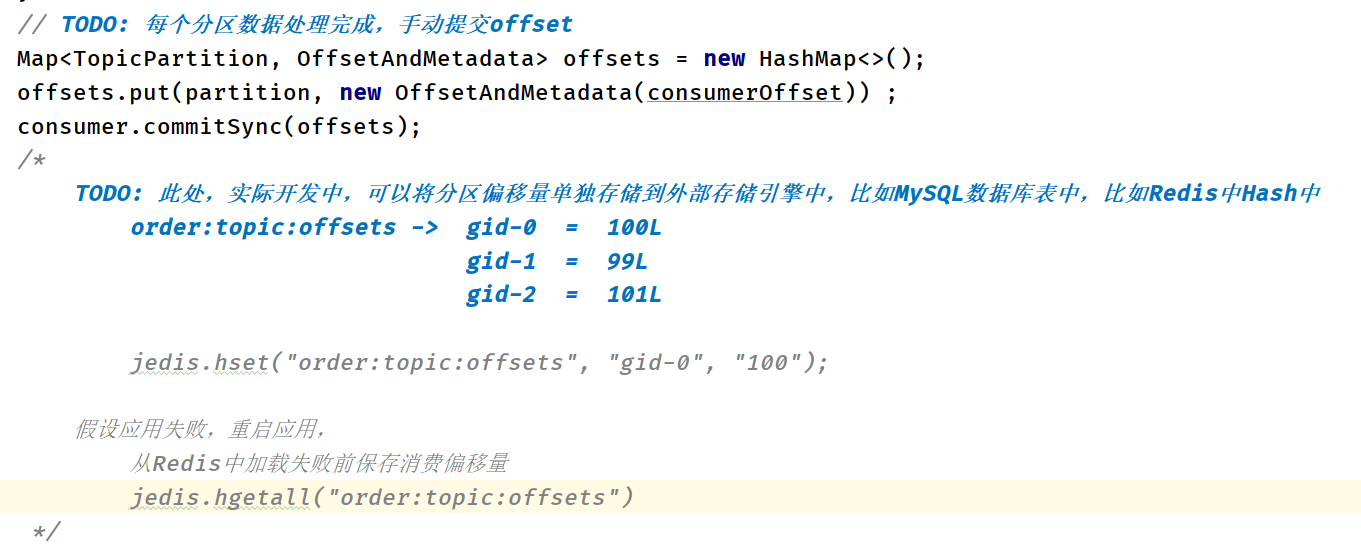 // TODO: 每个分区数据处理完成，手动提交offset
Map<TopicPartition, OffsetAndMetadata> offsets = new HashMap<>();
offsets.put(partition, new OffsetAndMetadata(consumerOffset)) ;
consumer.commitSync(offsets);
/*
TODO: 此处，实际开发中，可以将分区偏移量单独存储到外部存储引擎中，比如MySQL数据库表中，比如Redis中Hash中
order:topic:offsets -> gid-0 = 100L
gid-1 = 99L
gid-2 = 101L
jedis.hset("order:topic:offsets", "gid-0", "100");
假设应用失败，重启应用，
从Redis中加载失败前保存消费偏移量
jedis.hgetall("order:topic:offsets")
*/